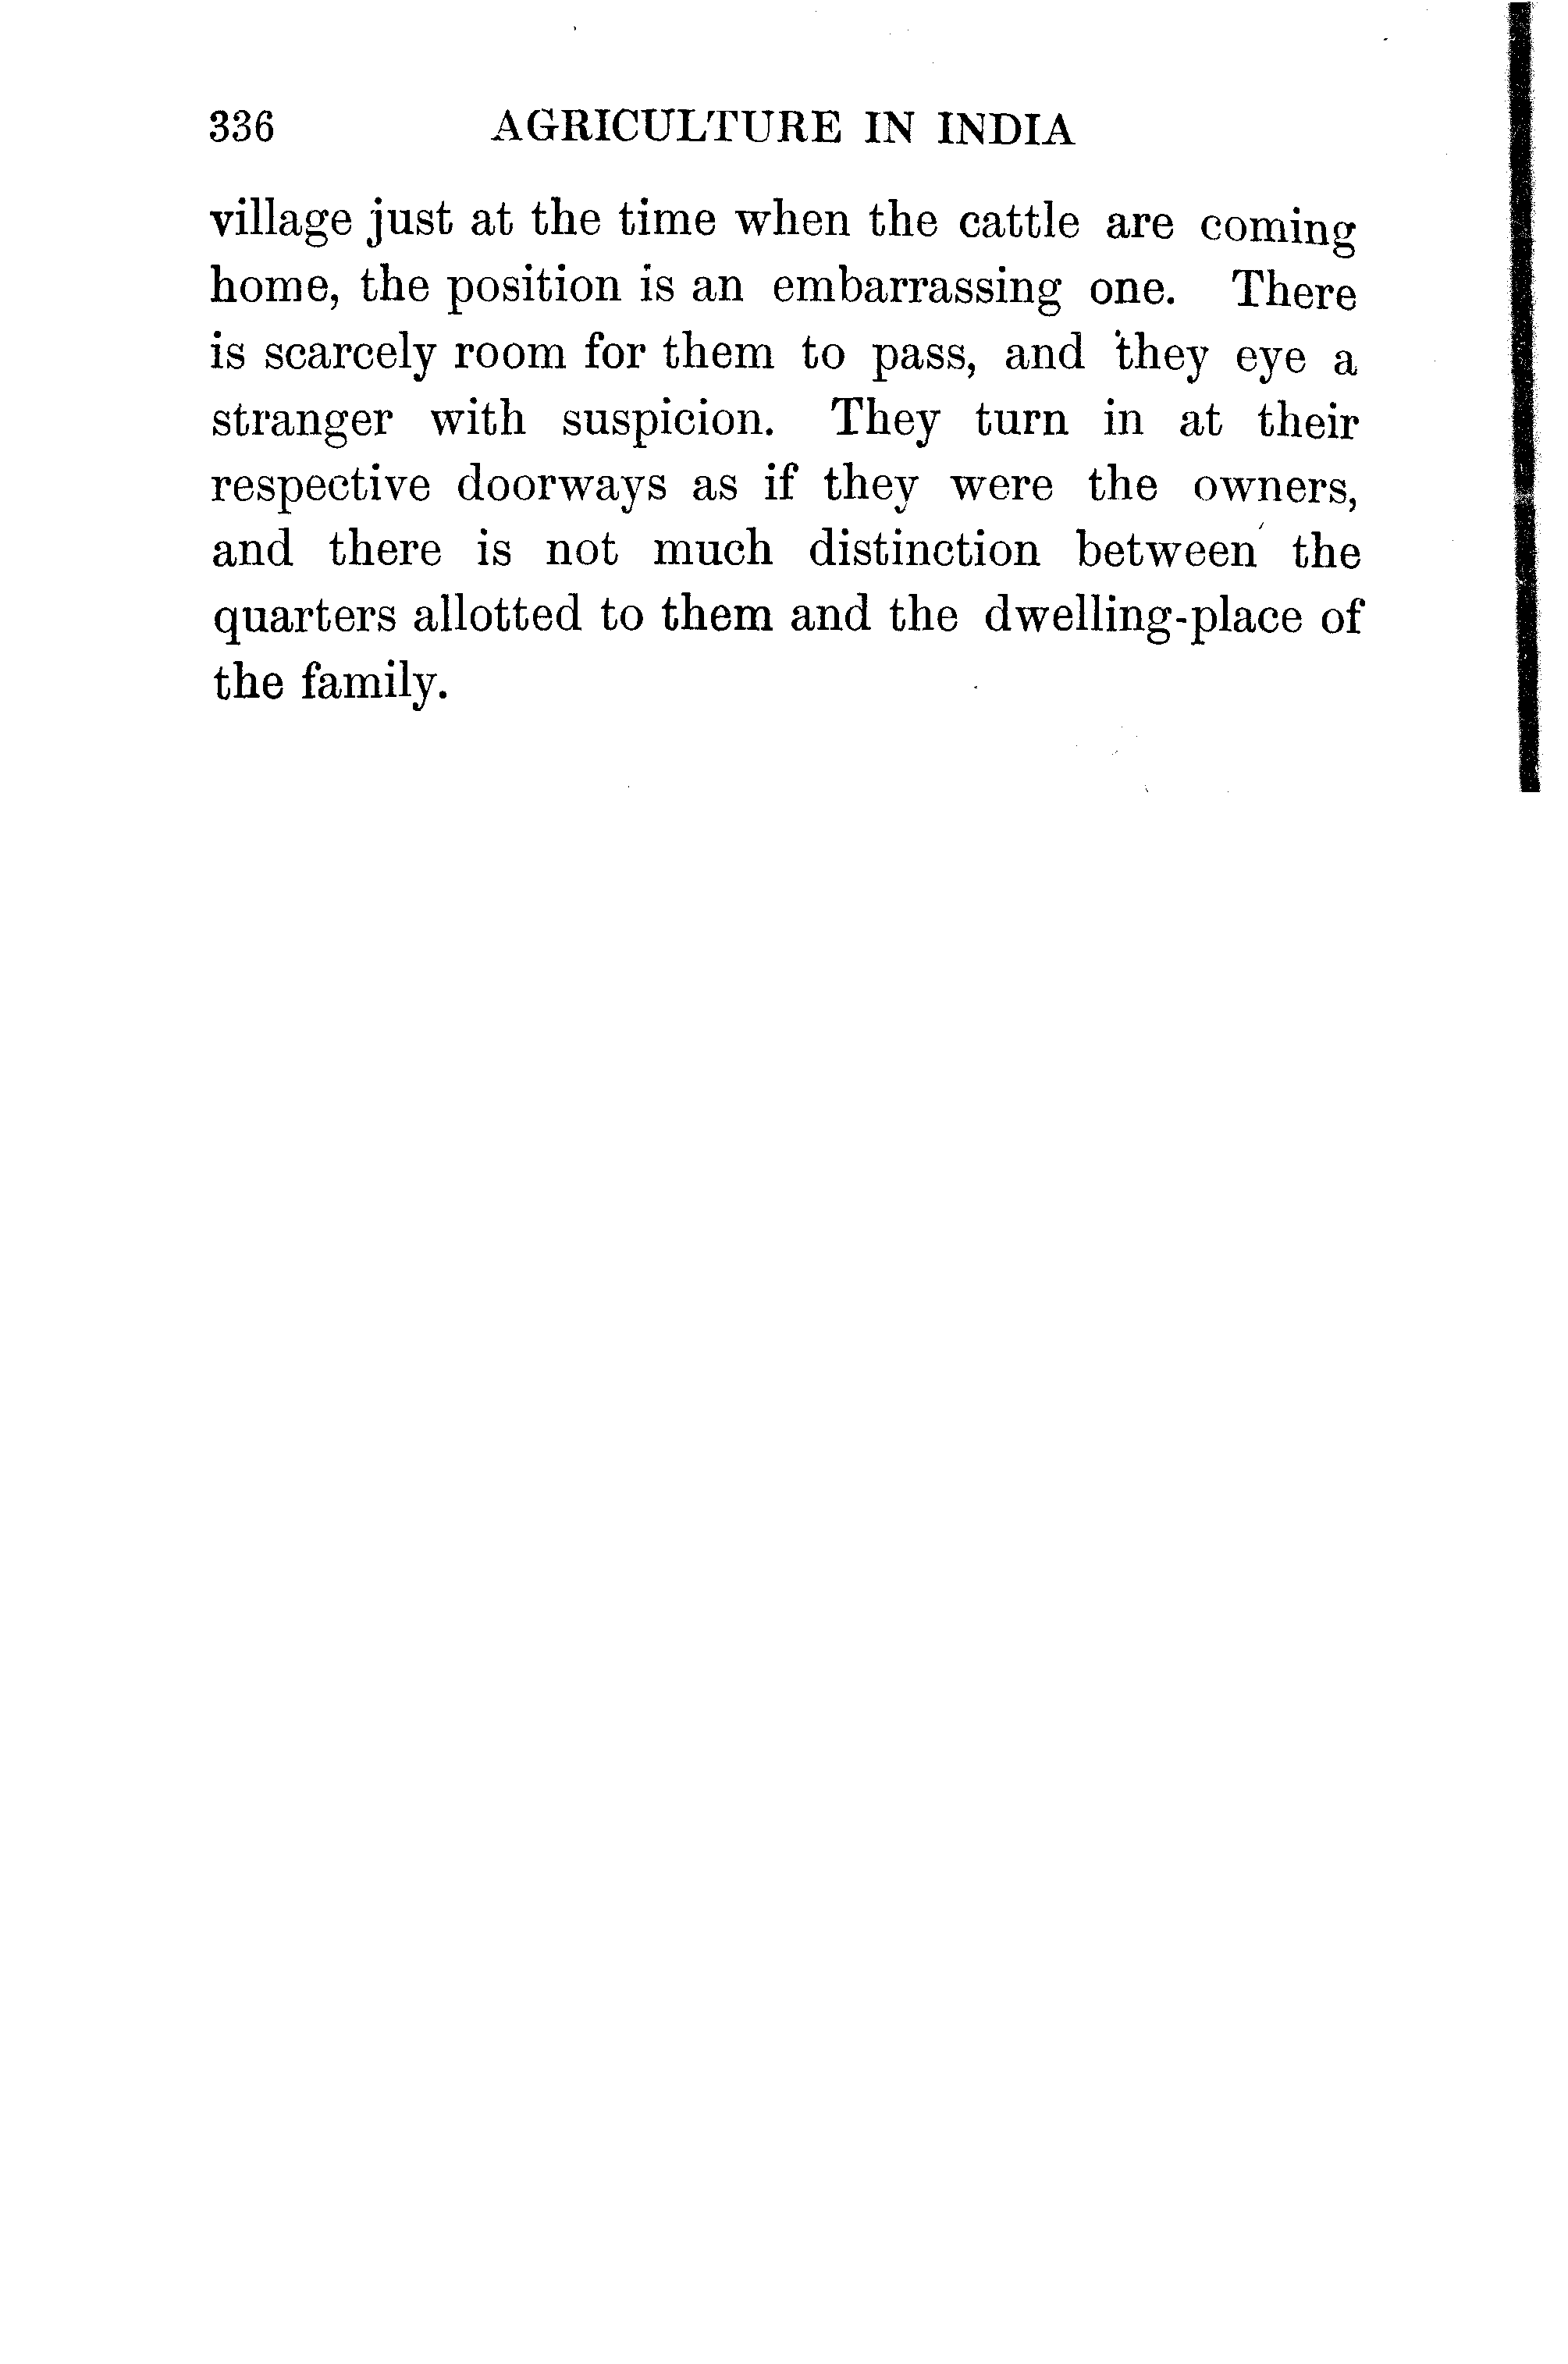 336 AGRICULTURE IN INDIA
village just at the time when the cattle are coming
home, the position is an embarrassing one. There
is scarcely room for them to pass, and they eye a
stranger with suspicion. They turn in at their
respective doorways as if they were the owners,
and there is not much distinction between the
quarters allotted to them and the dwelling-place of
the family.